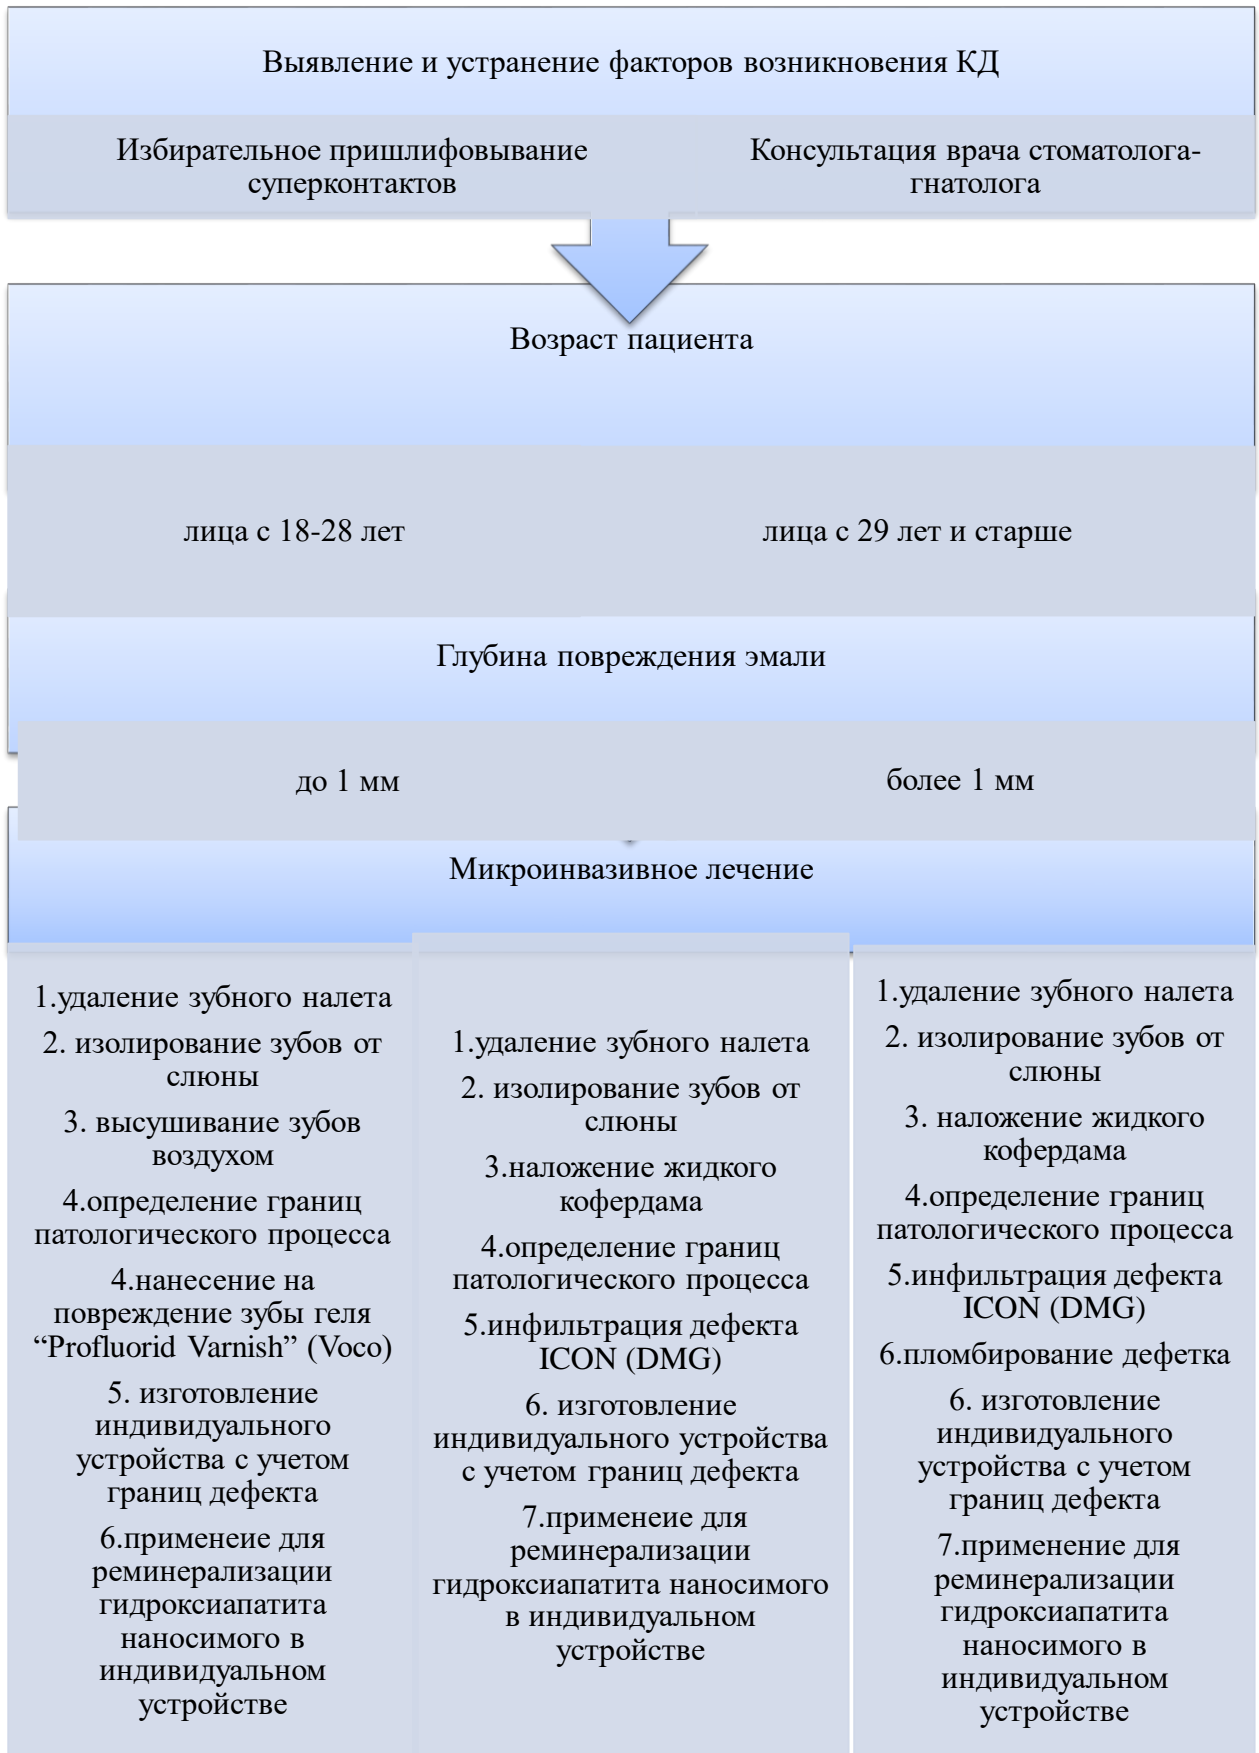 Выявление и устранение факторов возникновения КД
Избирательное пришлифовывание
суперконтактов
Консультация врача стоматолога-
гнатолога
Возраст пациента
лица с 18-28 лет
лица с 29 лет и старше
Глубина повреждения эмали
до 1 мм
более 1 мм
Микроинвазивное лечение
1.удаление зубного налета
2. изолирование зубов от
слюны
3. высушивание зубов
воздухом
4.определение границ
патологического процесса
4.нанесение на
повреждение зубы геля
“Profluorid Varnish” (Voco)
5. изготовление
индивидуального
устройства с учетом
границ дефекта
6.применеие для
реминерализации
гидроксиапатита
наносимого в
индивидуальном
устройстве
1.удаление зубного налета
2. изолирование зубов от
слюны
3.наложение жидкого
кофердама
4.определение границ
патологического процесса
5.инфильтрация дефекта
ICON (DMG)
6. изготовление
индивидуального устройства
с учетом границ дефекта
7.применеие для
реминерализации
гидроксиапатита наносимого
в индивидуальном
устройстве
1.удаление зубного налета
2. изолирование зубов от
слюны
3. наложение жидкого
кофердама
4.определение границ
патологического процесса
5.инфильтрация дефекта
ICON (DMG)
6.пломбирование дефетка
6. изготовление
индивидуального
устройства с учетом
границ дефекта
7.применение для
реминерализации
гидроксиапатита
наносимого в
индивидуальном
устройстве